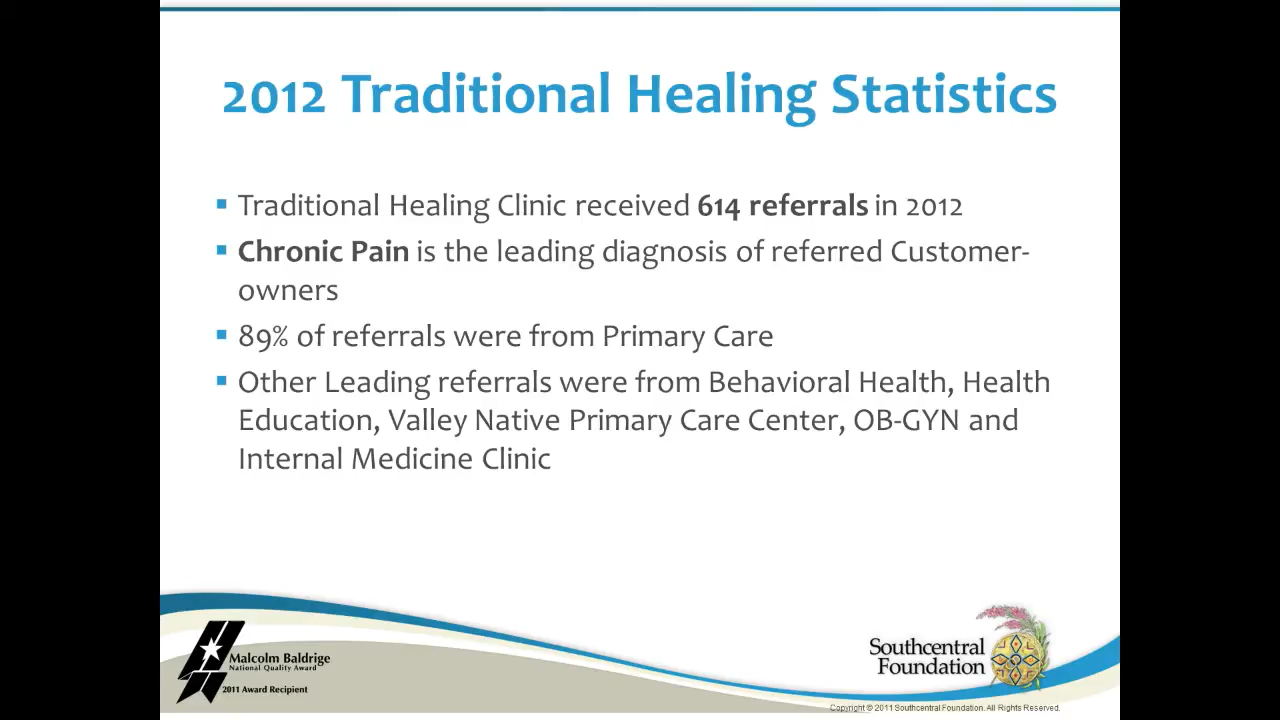 2012 Traditional Healing Statistics
Traditional Healing Clinic received 614 referrals in 2012
Chronic Pain is the leading diagnosis of referred Customer-
owners
89% of referrals were from Primary Care
Other Leading referrals were from Behavioral Health, Health
Education, Valley Native Primary Care Center, OB-GYN and
Internal Medicine Clinic
Malcolm Baldrige
National Quality Award
2011 Award Recipient
Southcentral
Foundation
Copyright © 2011 Southcentral Foundation. All Rights Reserved.